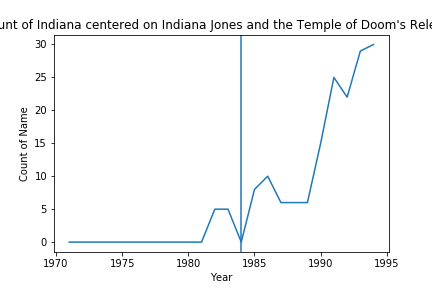 unt of Indiana centered on Indiana Jones and the Temple of Doom's Rele
30
25
20
15
10
5
0
Count of Name
1970 1975 1980 1985 1990 1995
Year